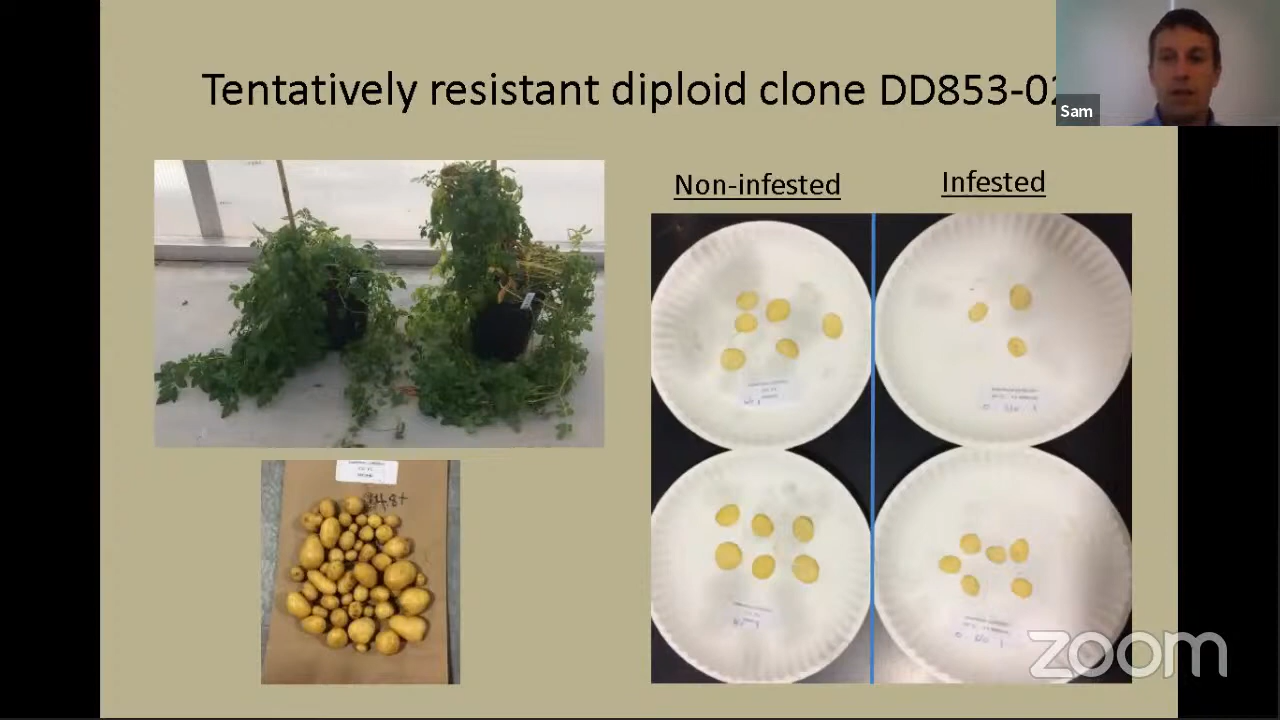 Tentatively resistant diploid clone DD853-02
Sam
Non-infested
Infested
zoom